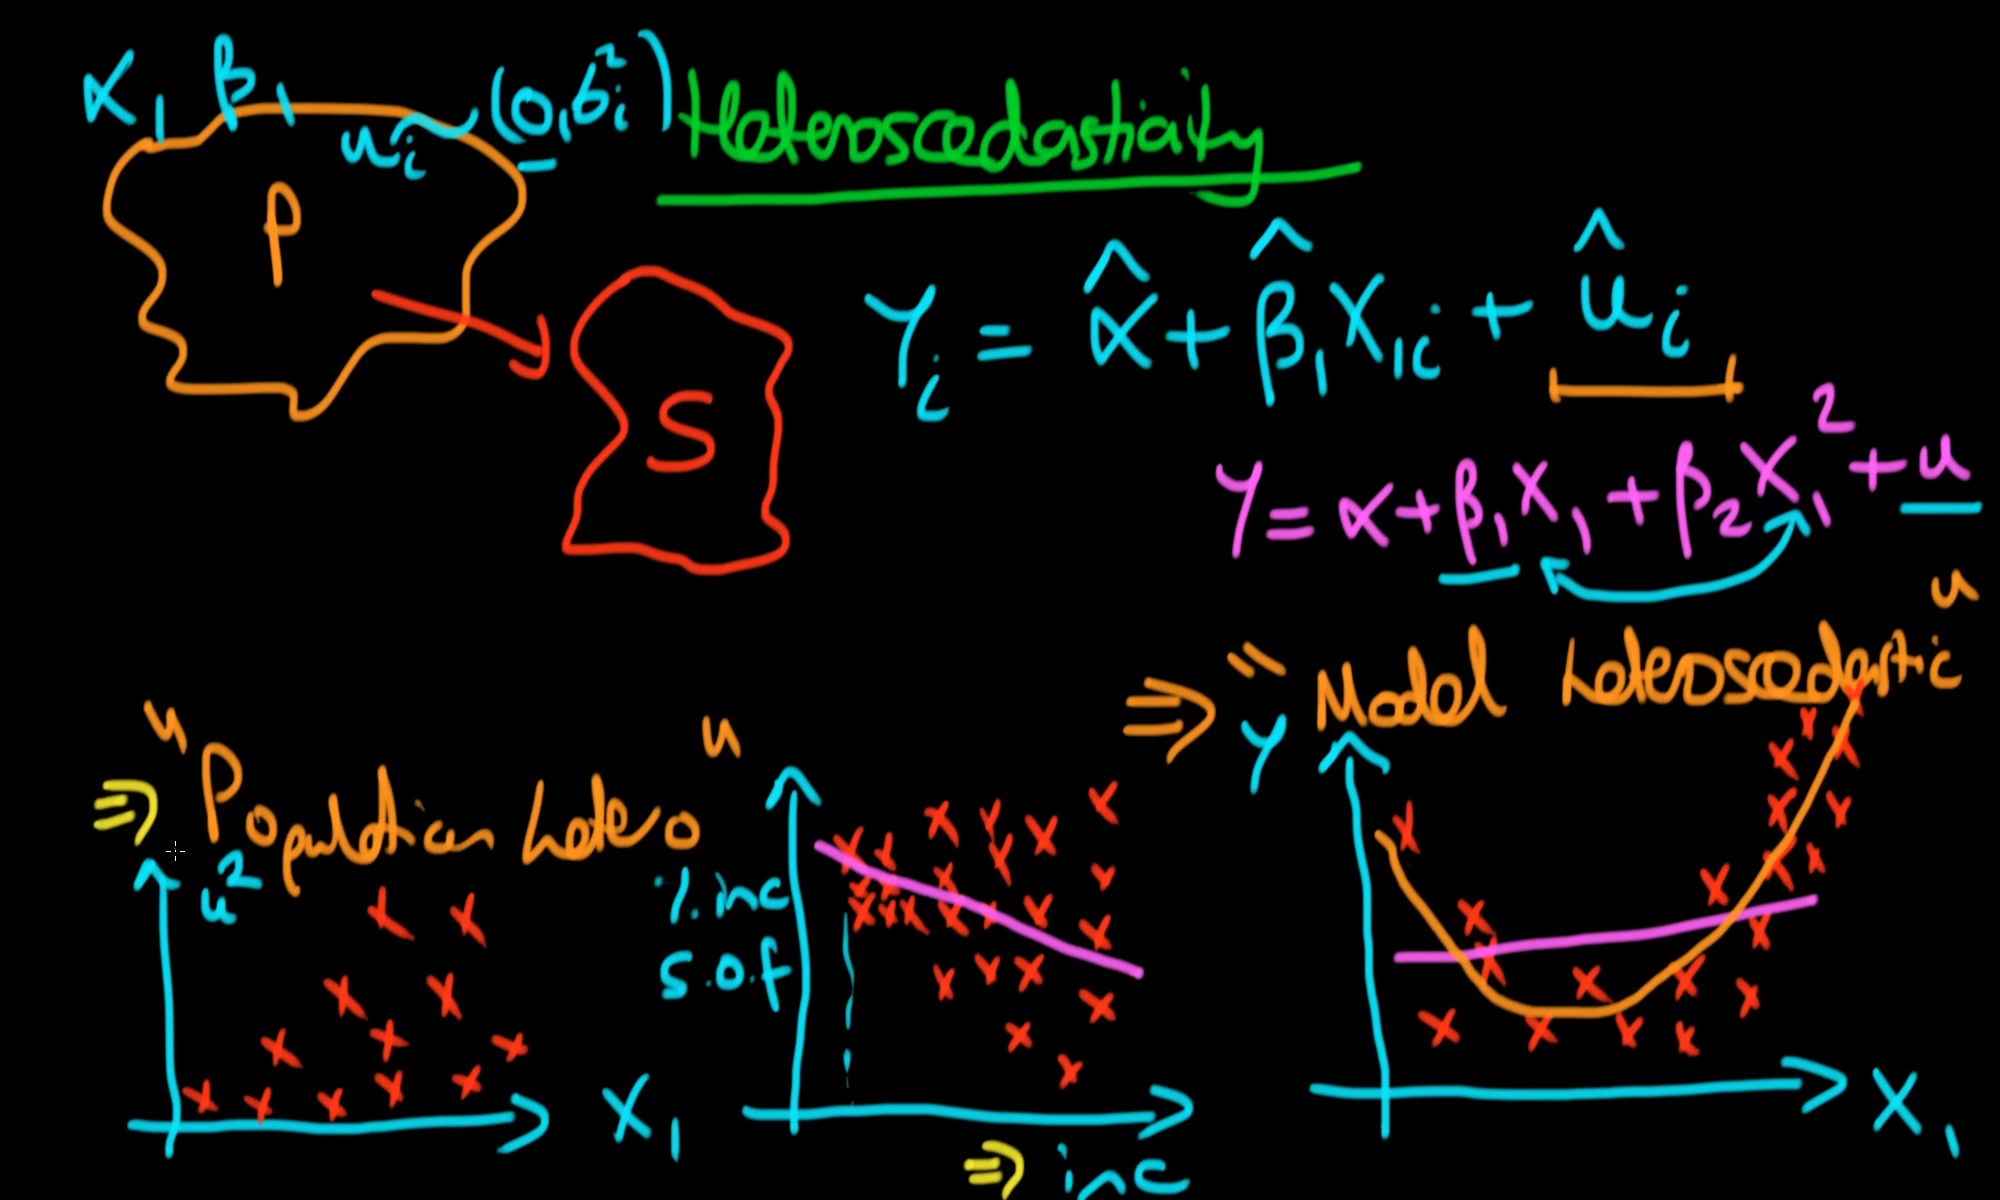 α₁ β₁ uᵢ ~ (0, σᵢ²)
Heteroscedasticity
P
S
Yᵢ = α̂ + β̂₁X₁ᵢ + ûᵢ
Y = α + β₁X₁ + β₂X₁² + u
⇒ "Model heteroscedastic"
⇒ "Population hetero"
u²
X₁
% inc
s.o.f
⇒ inc
Y
X₁